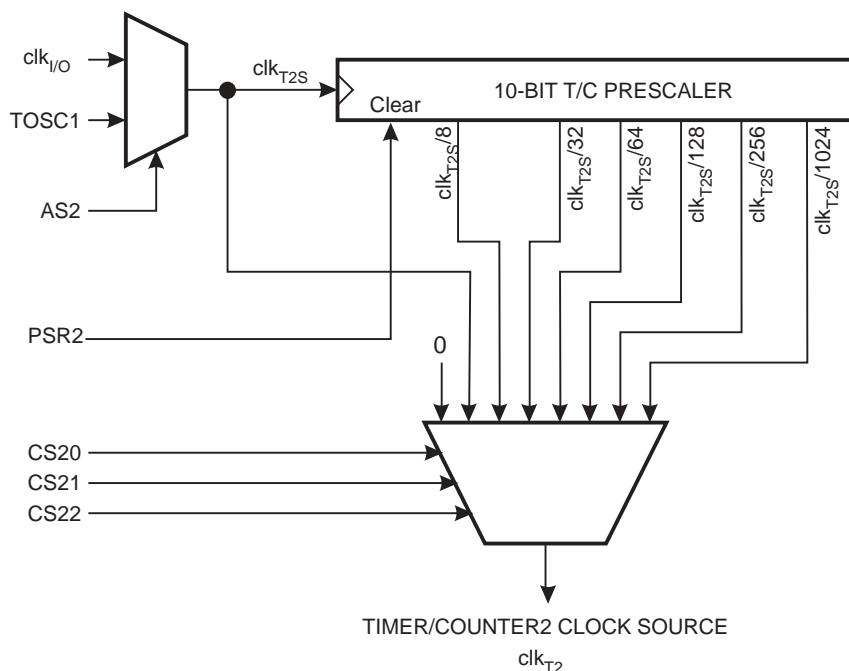 clkI/O
clkT2S
10-BIT T/C PRESCALER
TOSC1
Clear
clkT2S/8
clkT2S/32
clkT2S/64
clkT2S/128
clkT2S/256
clkT2S/1024
AS2
PSR2
0
CS20
CS21
CS22
TIMER/COUNTER2 CLOCK SOURCE
clkT2